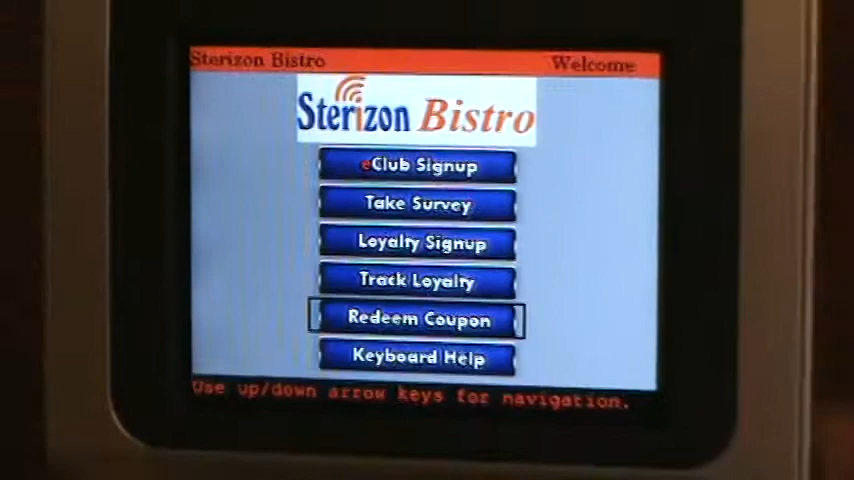 Sterizon Bistro Welcome
Sterizon Bistro
eClub Signup
Take Survey
Loyalty Signup
Track Loyalty
Redeem Coupon
Keyboard Help
Use up/down arrow keys for navigation.